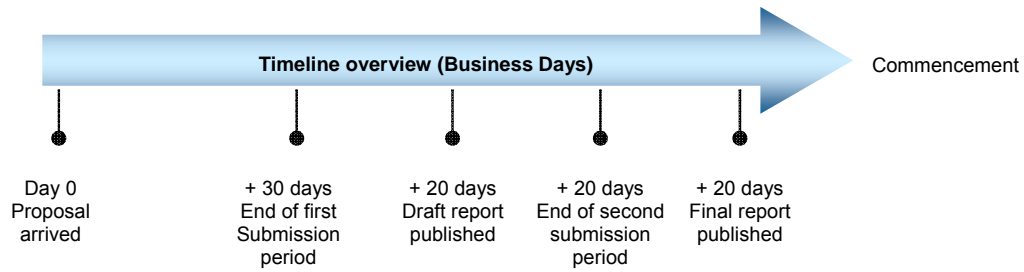 Timeline overview (Business Days)
Commencement
Day 0
Proposal
arrived
+ 30 days
End of first
Submission
period
+ 20 days
Draft report
published
+ 20 days
End of second
submission
period
+ 20 days
Final report
published